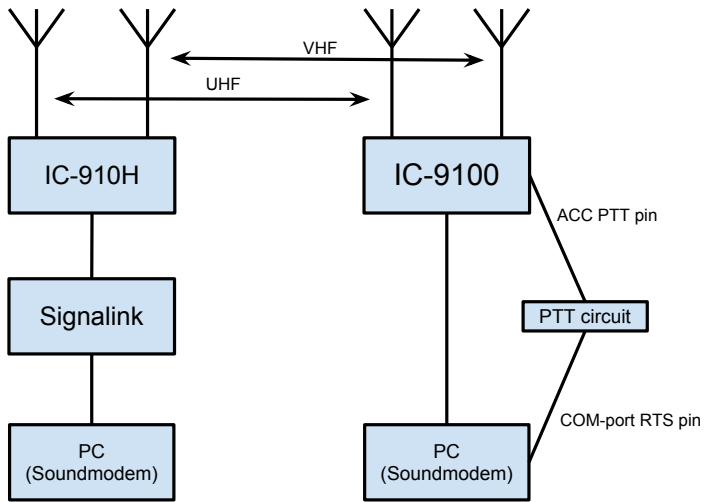 VHF
UHF
IC-910H
IC-9100
ACC PTT pin
Signalink
PTT circuit
COM-port RTS pin
PC
(Soundmodem)
PC
(Soundmodem)